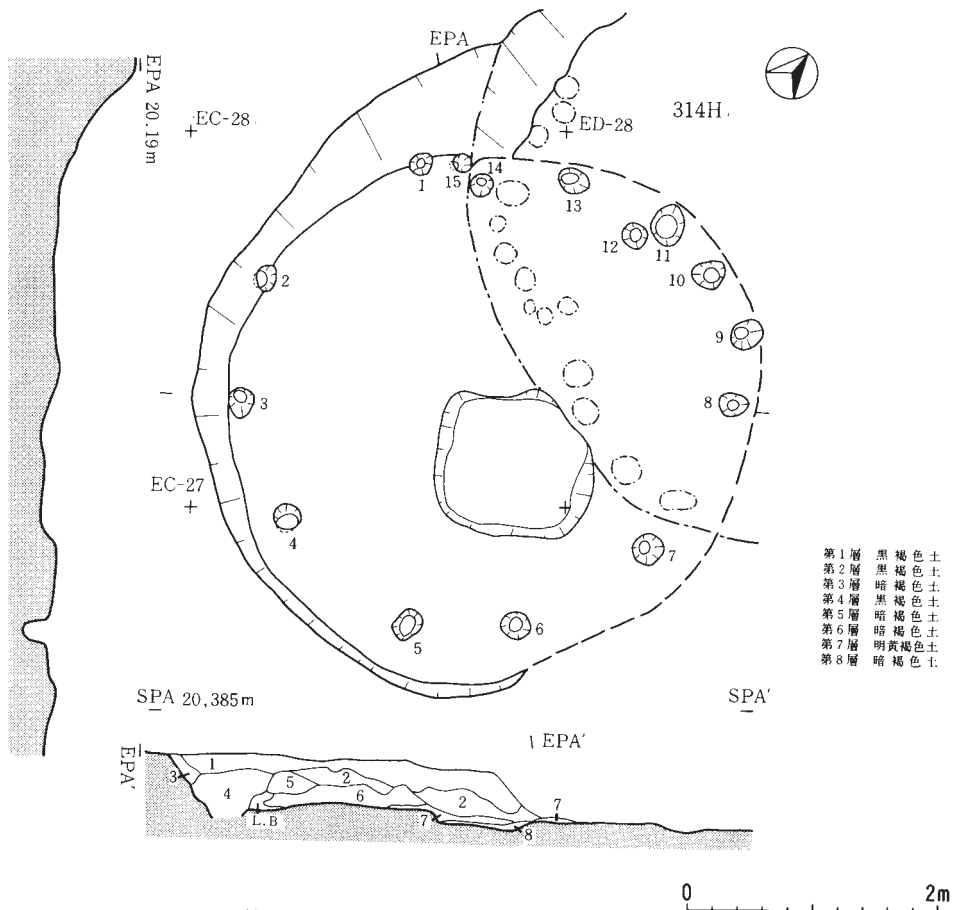 EPA
EPA 20.19m
EC-28
ED-28
314H
1
15
14
13
12
11
10
9
8
2
3
EC-27
4
5
6
7
第1層 黒褐色土
第2層 黒褐色土
第3層 暗褐色土
第4層 黒褐色土
第5層 暗褐色土
第6層 暗褐色土
第7層 明黄褐色土
第8層 暗褐色土
SPA 20,385m
SPA'
EPA'
EPA'
1
3
4
5
2
6
2
7
L.B
7
8
0
2m